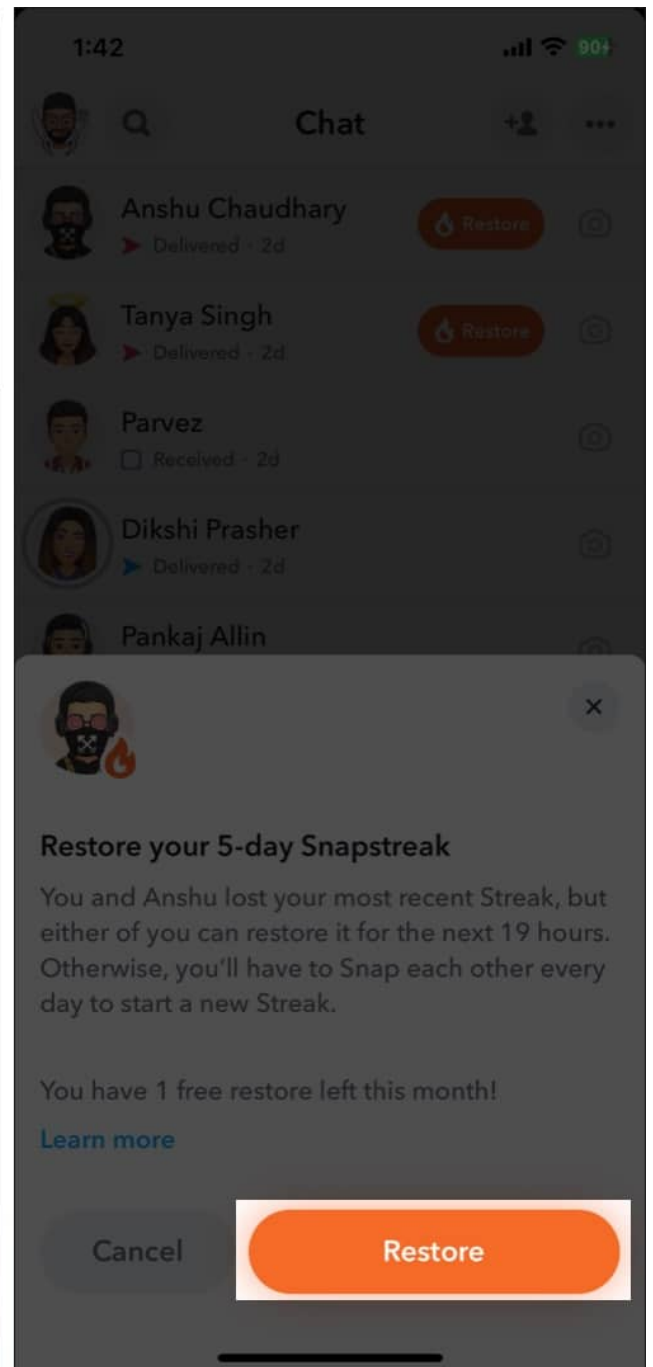 1:42
90
Chat
Anshu Chaudhary
Delivered · 2d
Restore
Tanya Singh
Delivered · 2d
Restore
Parvez
Received · 2d
Dikshi Prasher
Delivered · 2d
Pankaj Allin
Restore your 5-day Snapstreak
You and Anshu lost your most recent Streak, but
either of you can restore it for the next 19 hours.
Otherwise, you'll have to Snap each other every
day to start a new Streak.
You have 1 free restore left this month!
Learn more
Cancel
Restore